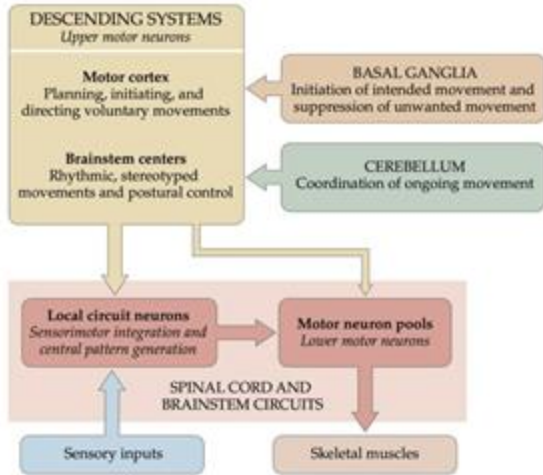 DESCENDING SYSTEMS
Upper motor neurons
Motor cortex
Planning, initiating, and
directing voluntary movements
Brainstem centers
Rhythmic, stereotyped
movements and postural control
BASAL GANGLIA
Initiation of intended movement and
suppression of unwanted movement
CEREBELLUM
Coordination of ongoing movement
Local circuit neurons
Sensorimotor integration and
central pattern generation
Motor neuron pools
Lower motor neurons
SPINAL CORD AND
BRAINSTEM CIRCUITS
Sensory inputs
Skeletal muscles